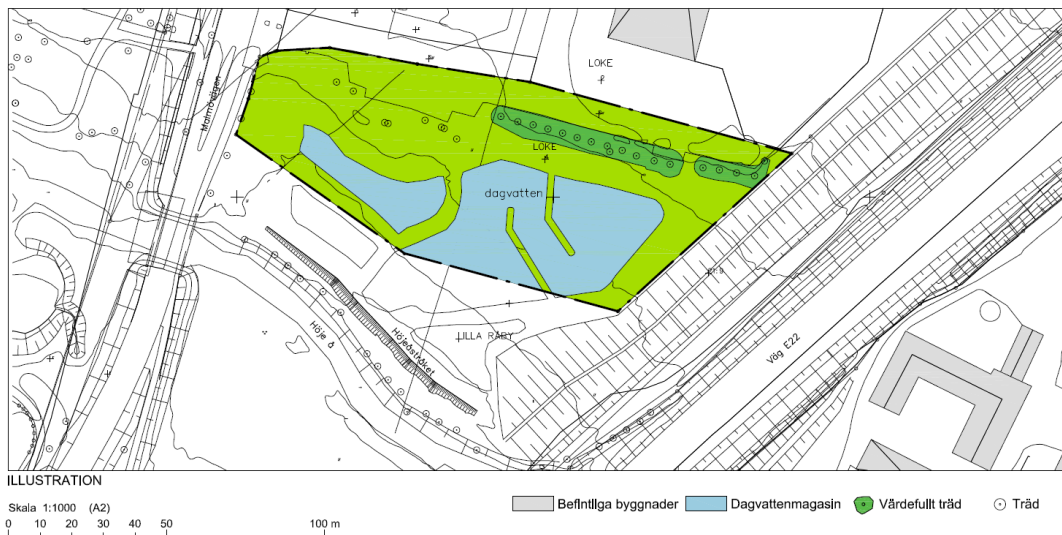 LOKE
Malmövägen
LOKE
dagvatten
LILLA RÅBY
Höje å
Höjeåstråket
Väg E22
ILLUSTRATION
Skala 1:1000 (A2)
0 10 20 30 40 50 100 m
Befintliga byggnader Dagvattenmagasin Värdefullt träd Träd